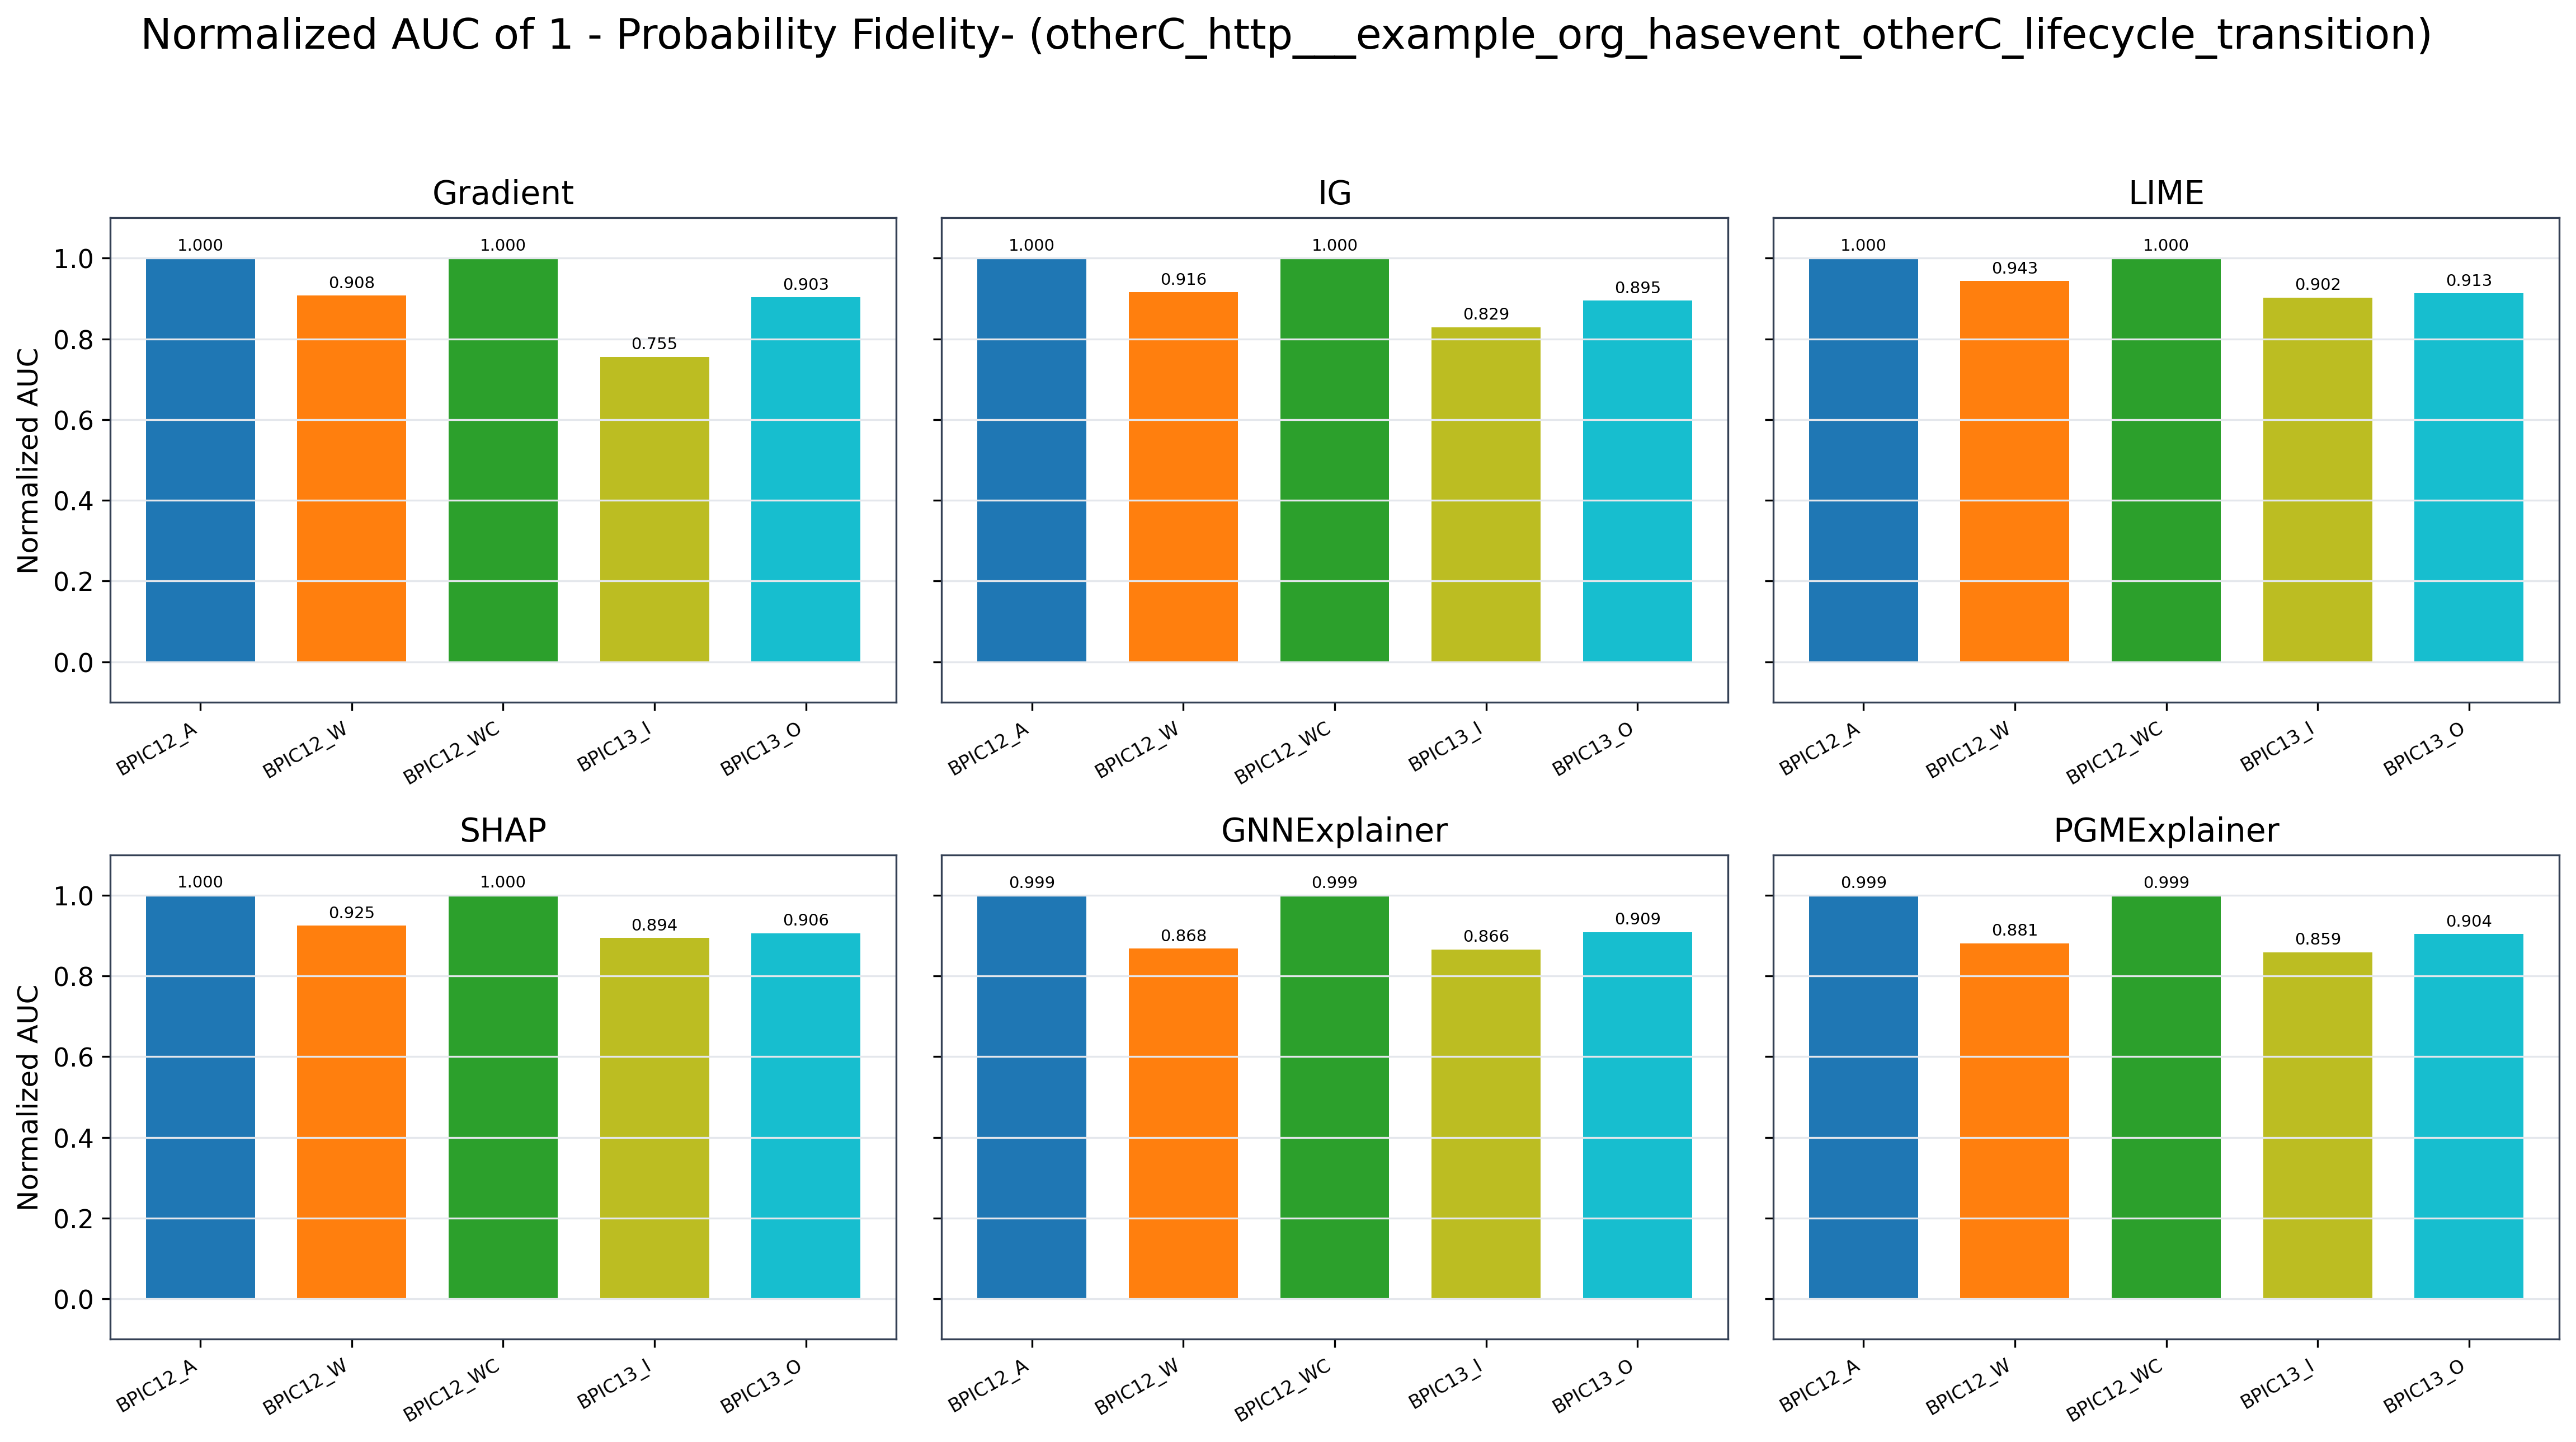 Normalized AUC of 1 - Probability Fidelity- (otherC_http___example_org_hasevent_otherC_lifecycle_transition)
Gradient
IG
LIME
1.000
0.908
1.000
0.755
0.903
1.000
0.916
1.000
0.829
0.895
1.000
0.943
1.000
0.902
0.913
Normalized AUC
1.0
0.8
0.6
0.4
0.2
0.0
BPIC12_A
BPIC12_W
BPIC12_WC
BPIC13_I
BPIC13_O
BPIC12_A
BPIC12_W
BPIC12_WC
BPIC13_I
BPIC13_O
BPIC12_A
BPIC12_W
BPIC12_WC
BPIC13_I
BPIC13_O
SHAP
GNNExplainer
PGMExplainer
1.000
0.925
1.000
0.894
0.906
0.999
0.868
0.999
0.866
0.909
0.999
0.881
0.999
0.859
0.904
Normalized AUC
1.0
0.8
0.6
0.4
0.2
0.0
BPIC12_A
BPIC12_W
BPIC12_WC
BPIC13_I
BPIC13_O
BPIC12_A
BPIC12_W
BPIC12_WC
BPIC13_I
BPIC13_O
BPIC12_A
BPIC12_W
BPIC12_WC
BPIC13_I
BPIC13_O